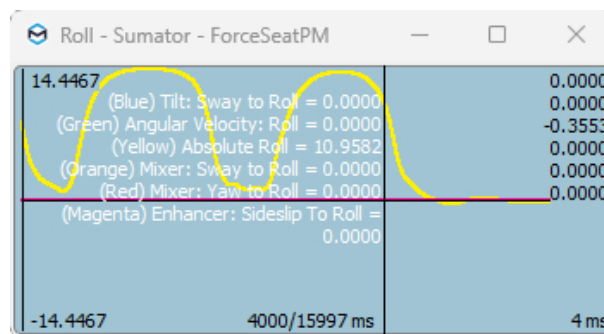 Roll - Sumator - ForceSeatPM
14.4467
0.0000
(Blue) Tilt: Sway to Roll = 0.0000
0.0000
(Green) Angular Velocity: Roll = 0.0000
-0.3553
(Yellow) Absolute Roll = 10.9582
0.0000
(Orange) Mixer: Sway to Roll = 0.0000
0.0000
(Red) Mixer: Yaw to Roll = 0.0000
0.0000
(Magenta) Enhancer: Sideslip To Roll =
0.0000
-14.4467
4000/15997 ms
4 ms